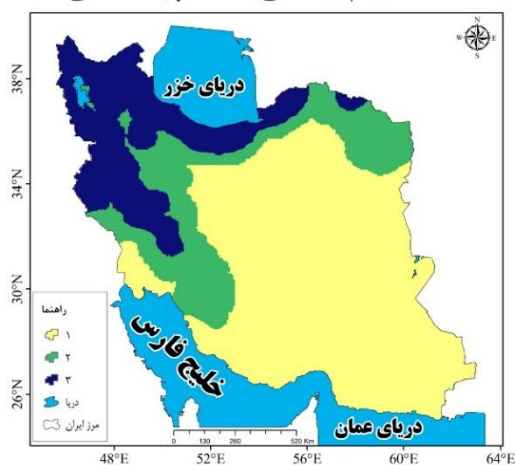 N
W E
S
38°N
34°N
30°N
26°N
دریای خزر
خلیج فارس
دریای عمان
راهنما
۱
۲
۳
دریا
مرز ایران
0 130 260 520 Km
48°E 52°E 56°E 60°E 64°E